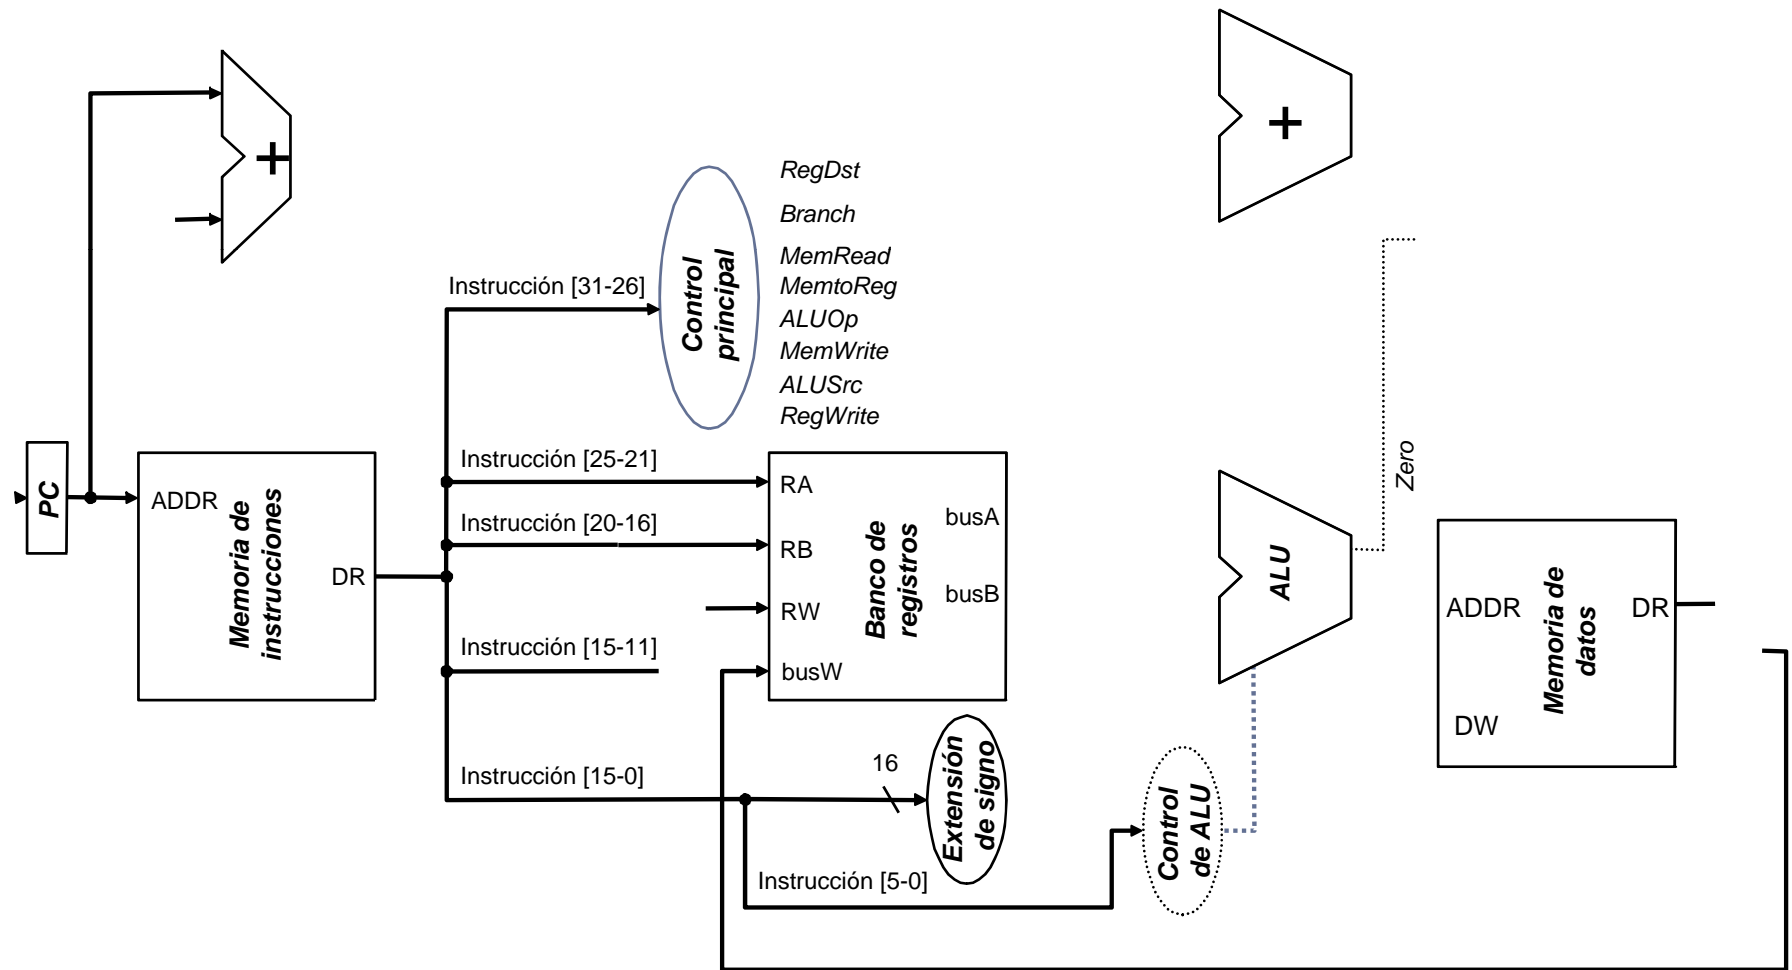 +
+
RegDst
Branch
MemRead
MemtoReg
ALUOp
MemWrite
ALUSrc
RegWrite
Control
principal
Instrucción [31-26]
Zero
PC
ADDR
Memoria de
instrucciones
DR
Instrucción [25-21]
Instrucción [20-16]
Instrucción [15-11]
Instrucción [15-0]
RA
RB
RW
busW
Banco de
registros
busA
busB
ALU
ADDR
DW
Memoria de
datos
DR
16
Extensión
de signo
Instrucción [5-0]
Control
de ALU